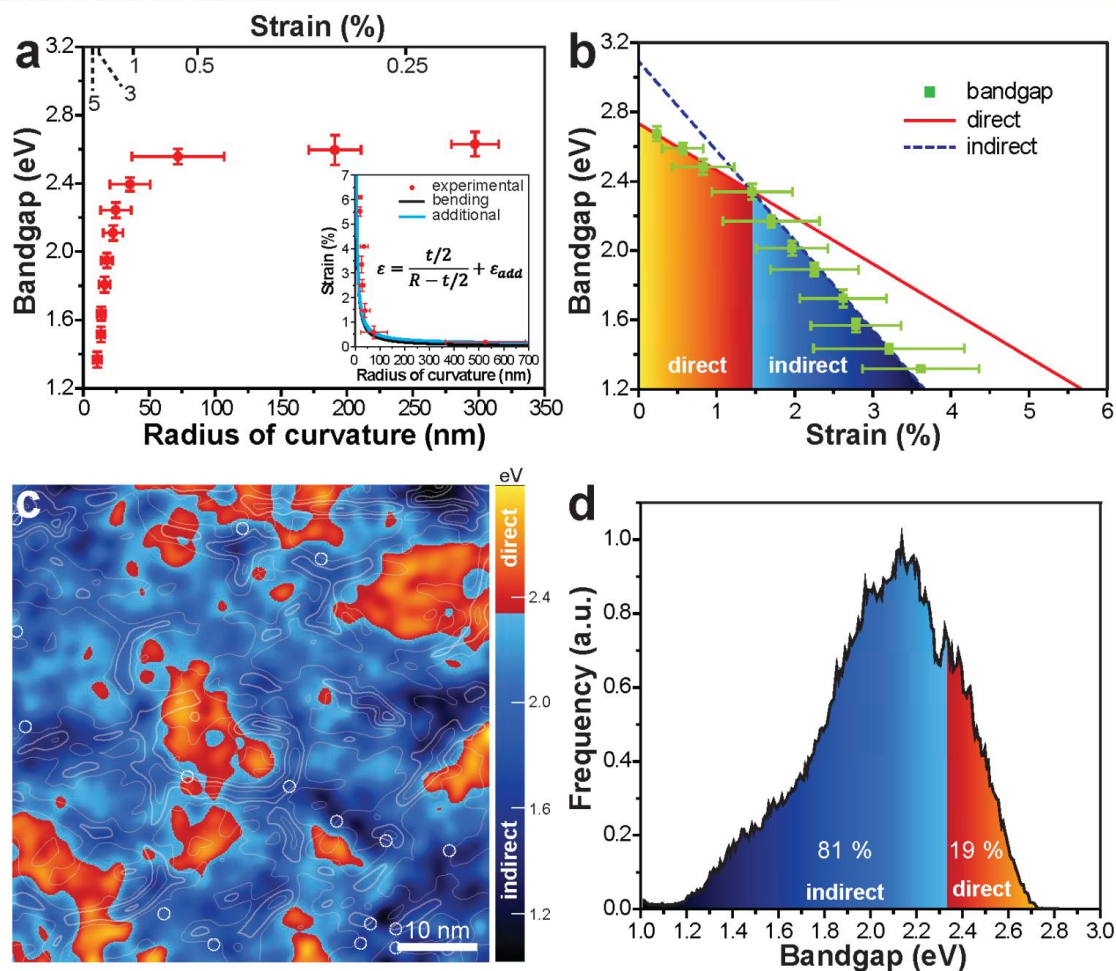 a
Strain (%)
5 3 1 0.5 0.25
Bandgap (eV)
3.2
2.8
2.4
2.0
1.6
1.2
0 50 100 150 200 250 300 350
Radius of curvature (nm)
experimental
bending
additional
ε = t/2 / R − t/2 + ε_add
Strain (%)
7
6
5
4
3
2
1
0
0 100 200 300 400 500 600 700
Radius of curvature (nm)
b
Bandgap (eV)
3.2
2.8
2.4
2.0
1.6
1.2
bandgap
direct
indirect
direct indirect
0 1 2 3 4 5 6
Strain (%)
c
eV
direct
2.4
2.0
1.6
indirect
1.2
10 nm
d
Frequency (a.u.)
1.0
0.8
0.6
0.4
0.2
0.0
81 % 19 %
indirect direct
1.0 1.2 1.4 1.6 1.8 2.0 2.2 2.4 2.6 2.8 3.0
Bandgap (eV)